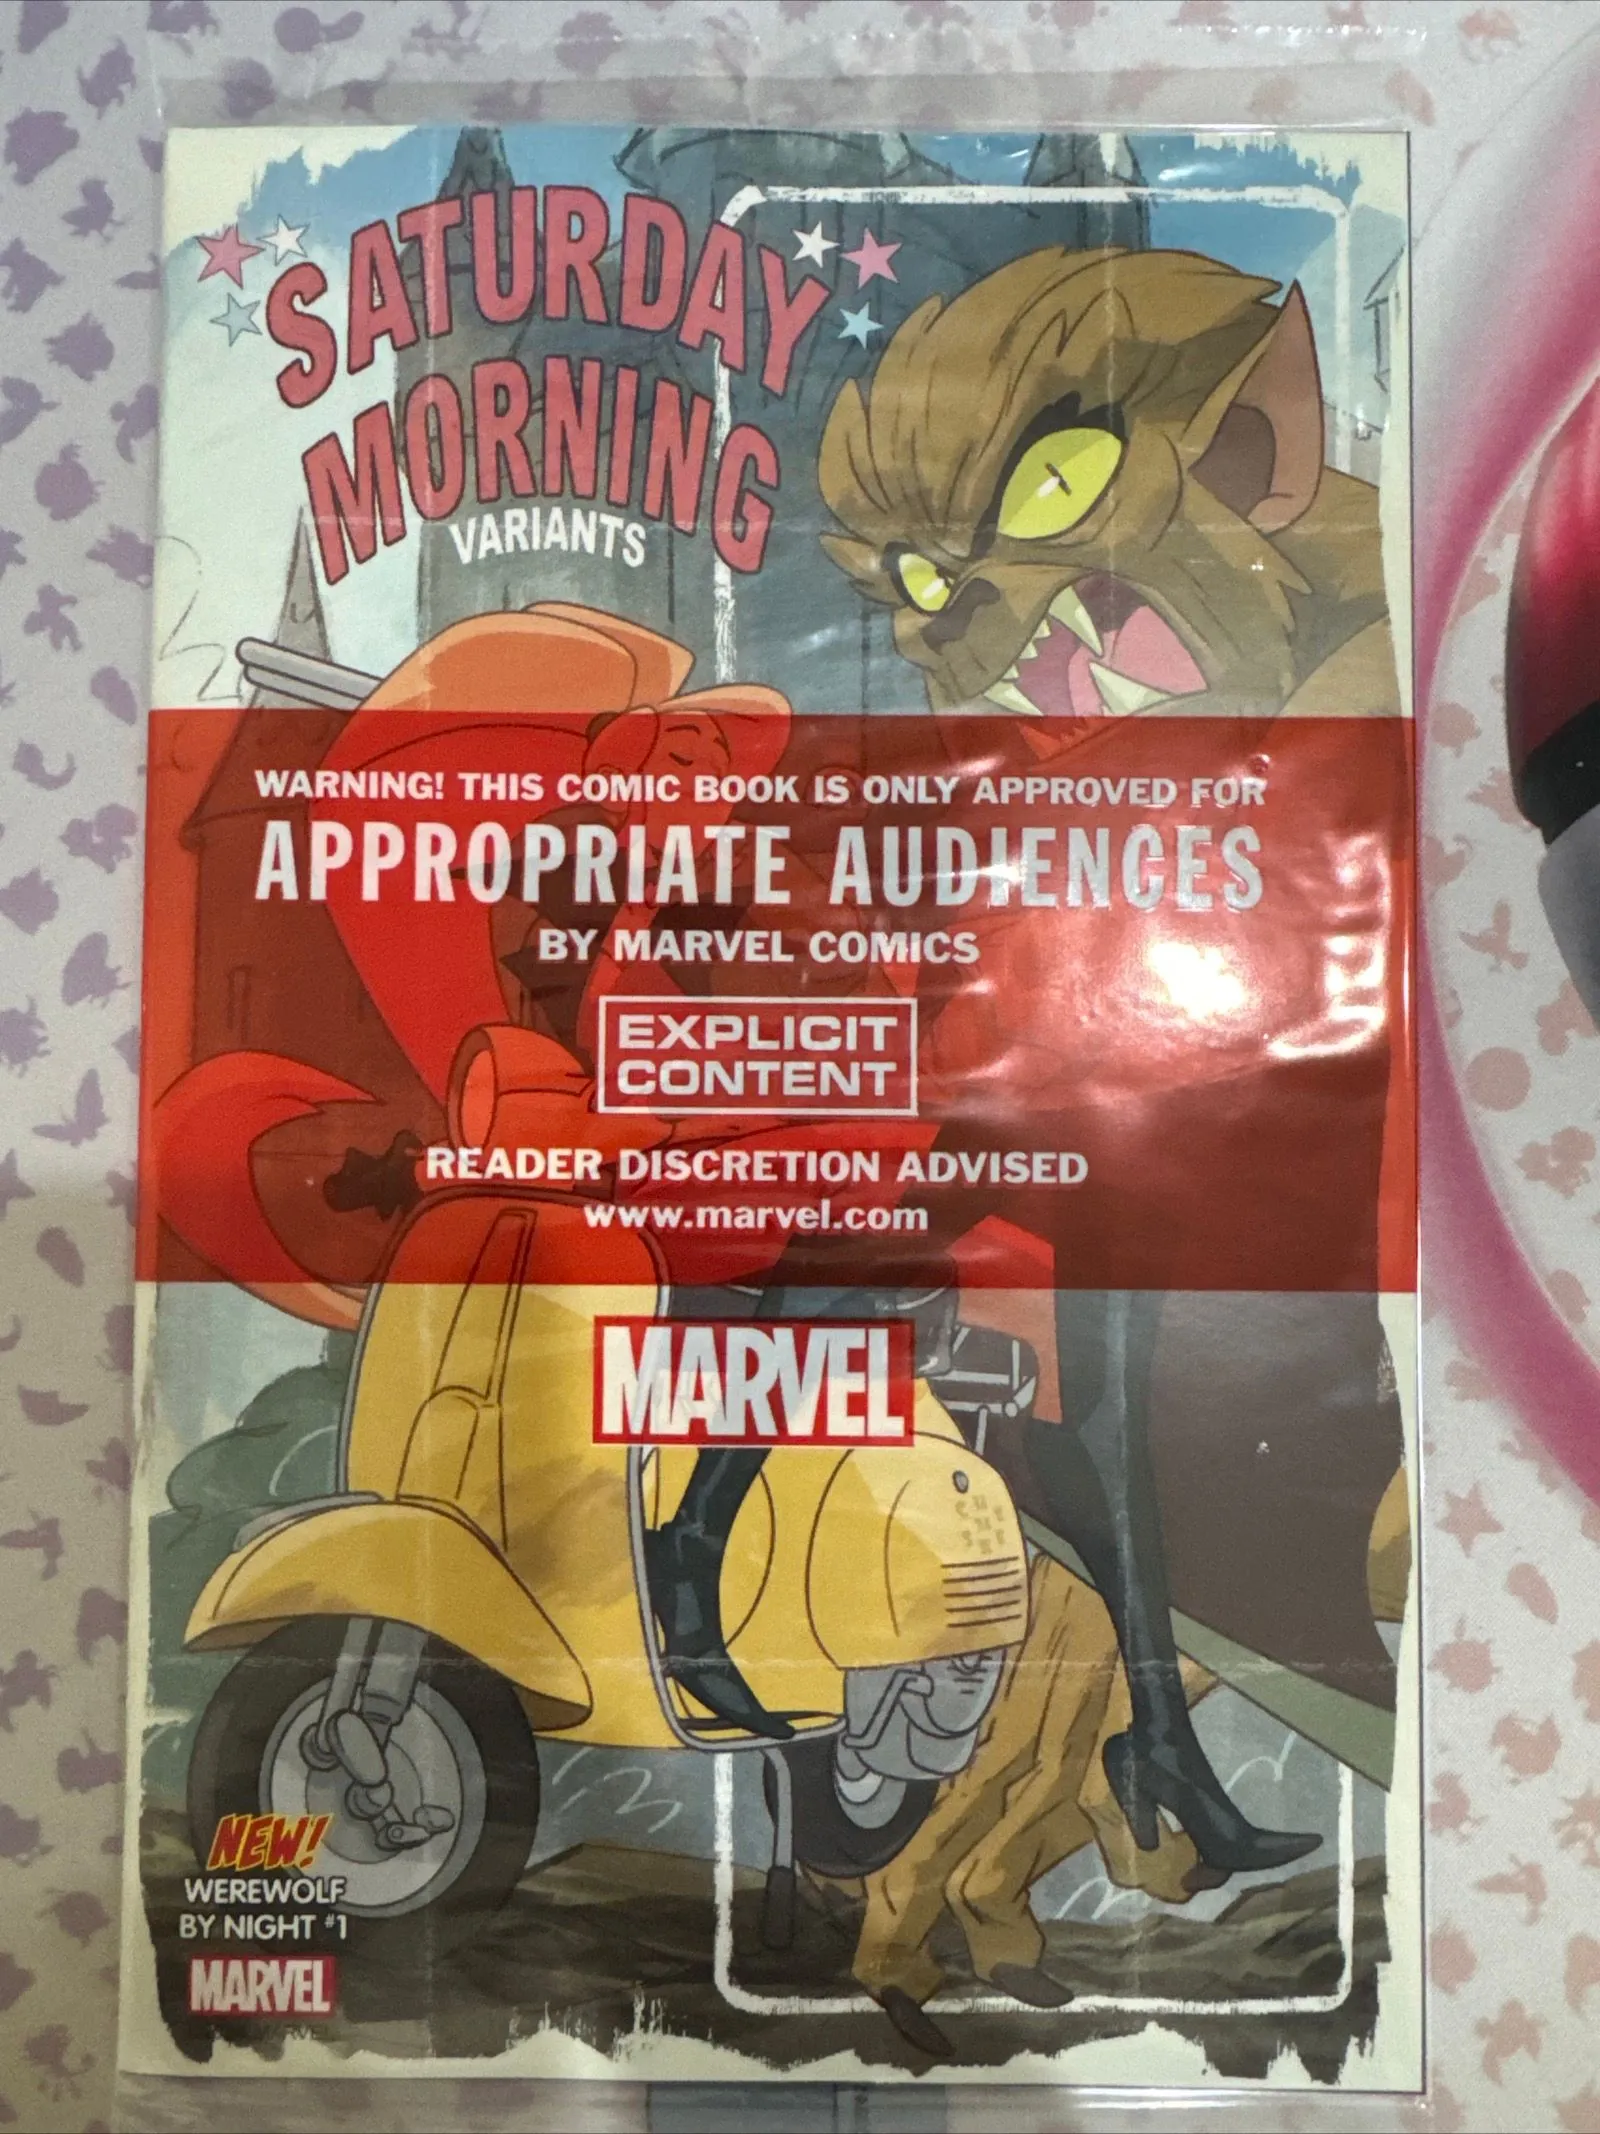 SATURDAY
MORNING
VARIANTS
WARNING! THIS COMIC BOOK IS ONLY APPROVED FOR
APPROPRIATE AUDIENCES
BY MARVEL COMICS
EXPLICIT
CONTENT
READER DISCRETION ADVISED
www.marvel.com
MARVEL
NEW!
WEREWOLF
BY NIGHT #1
MARVEL